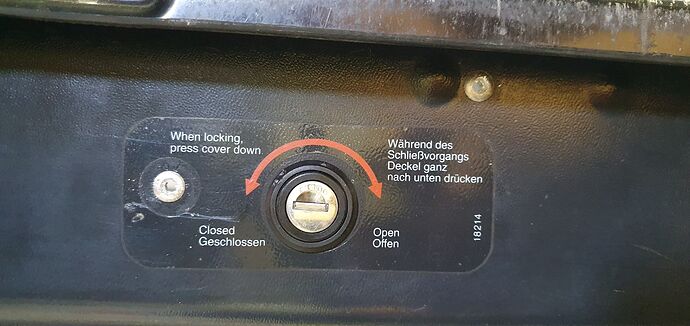 When locking,
press cover down.
Während des
Schließvorgangs
Deckel ganz
nach unten drücken
Closed
Geschlossen
Open
Offen
18214